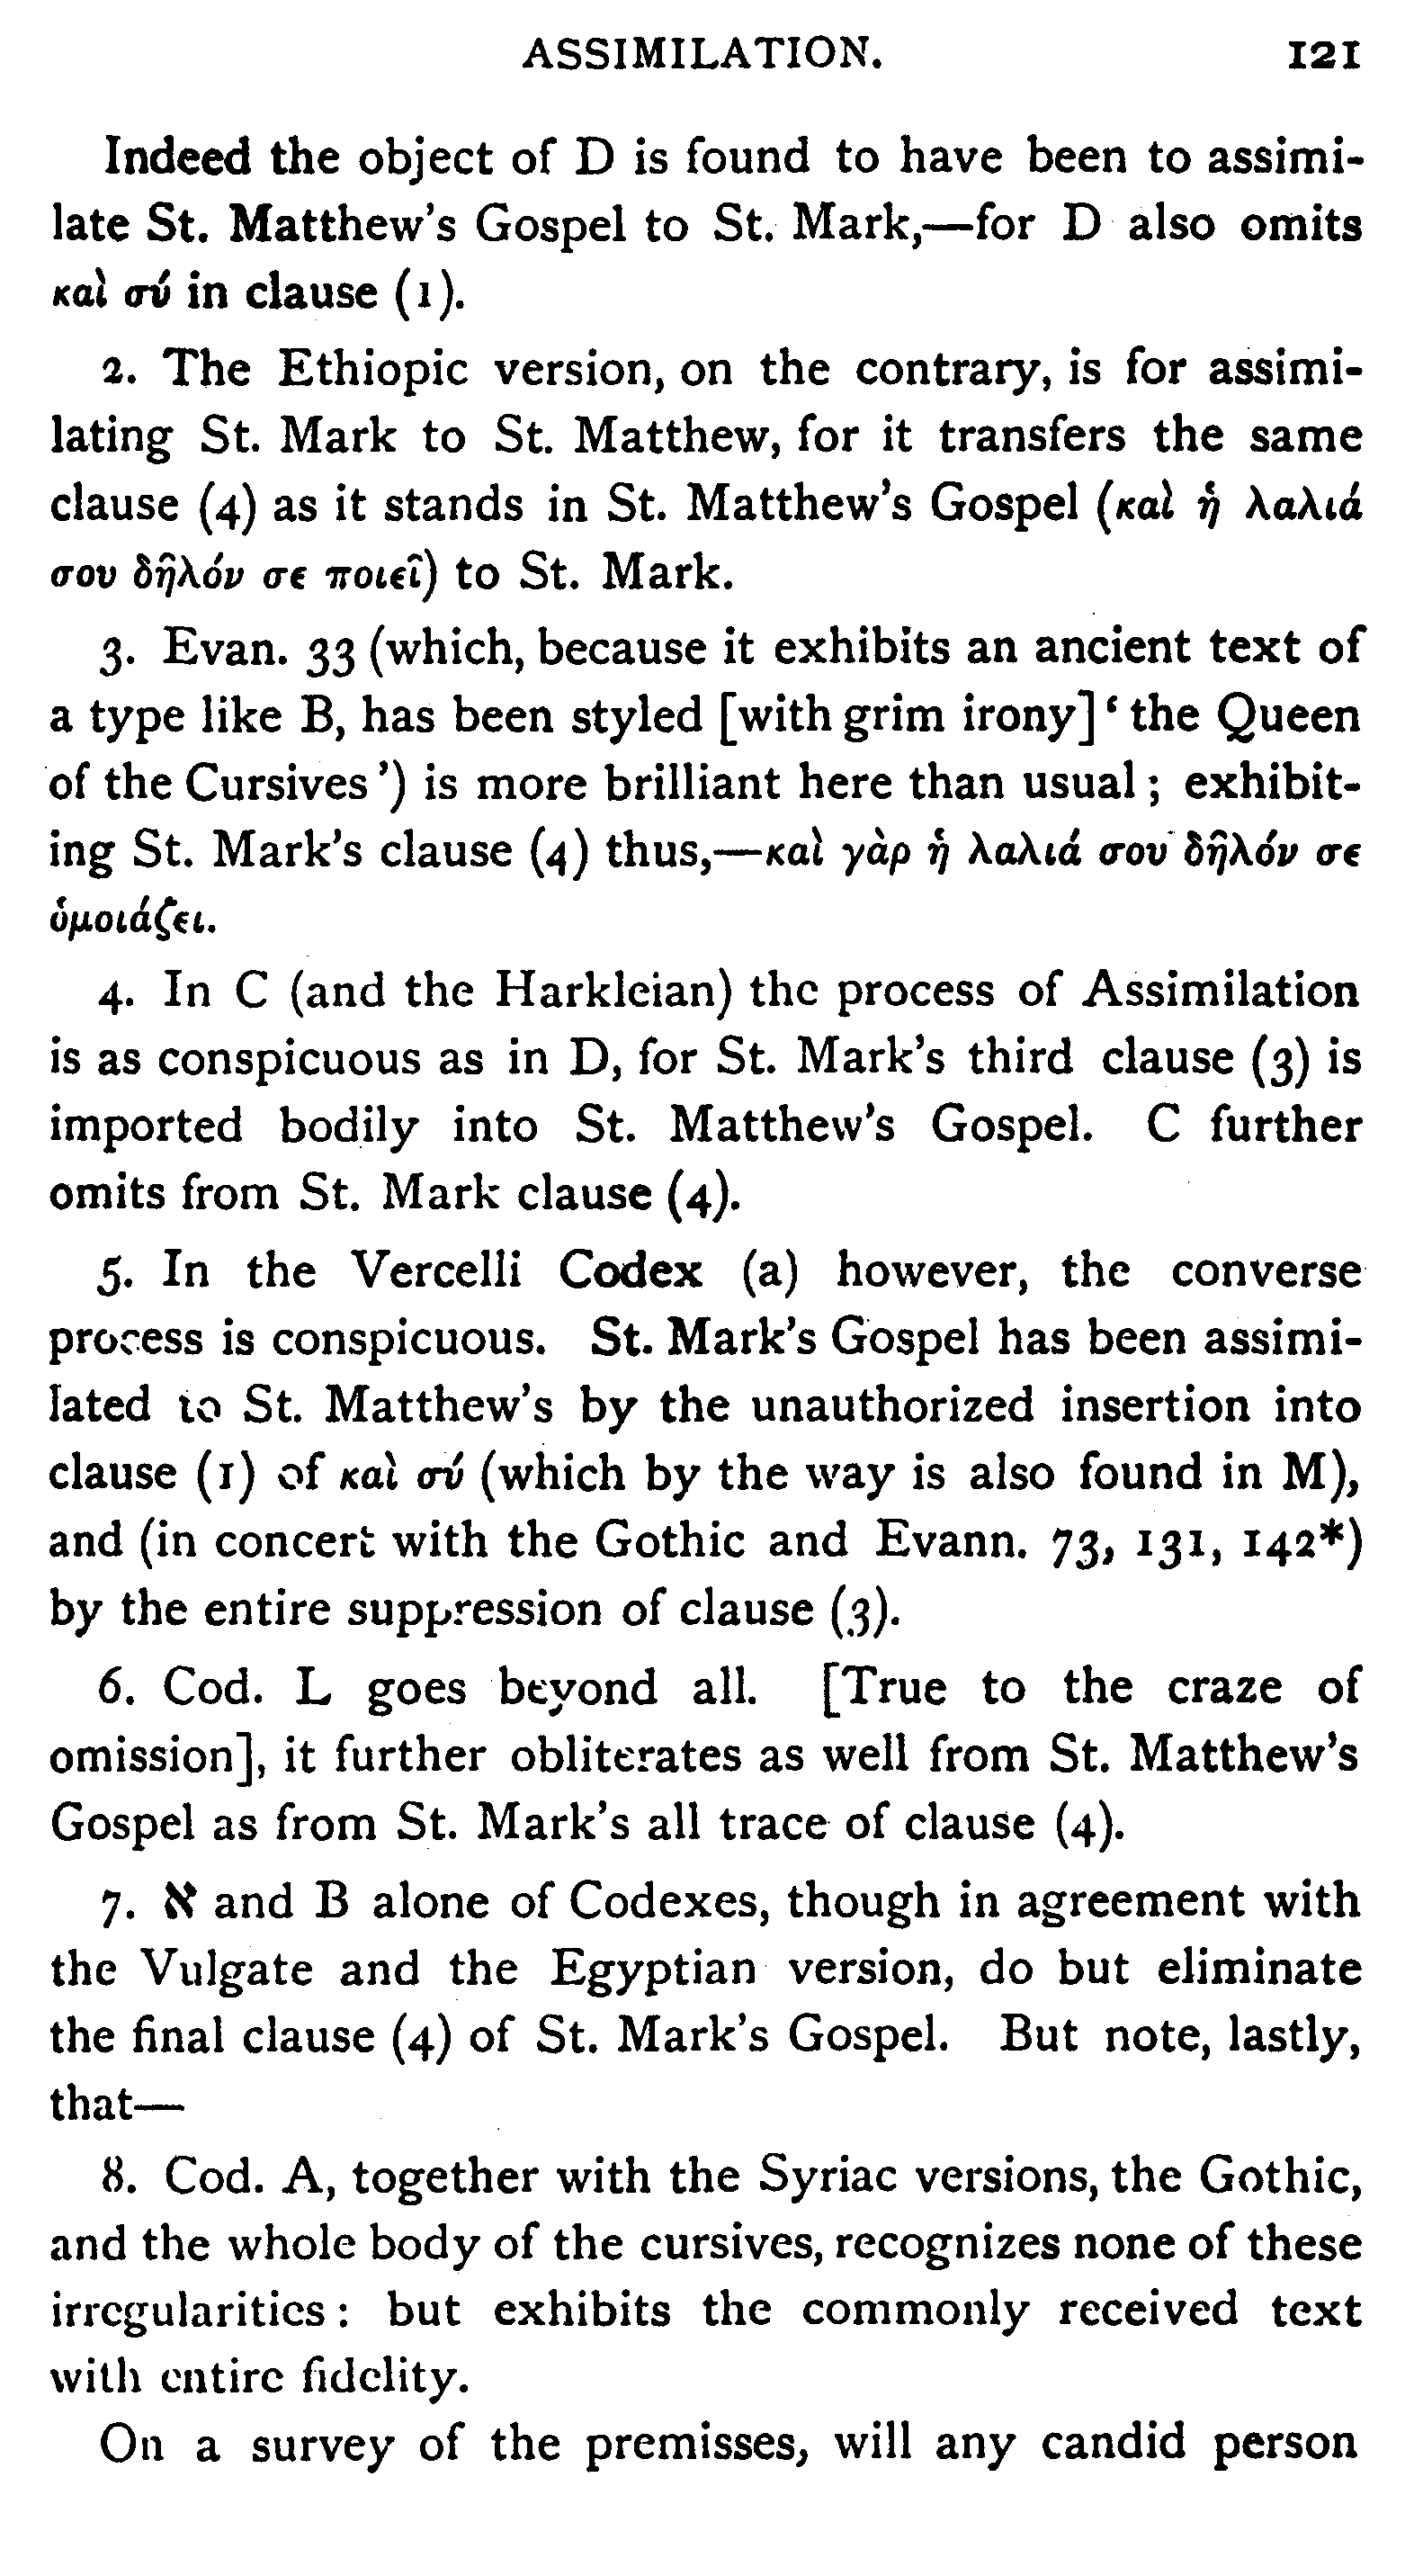 ASSIMILATION. 121
Indeed the object of D is found to have been to assimi-
late St. Matthew's Gospel to St. Mark,—for D also omits
καὶ σύ in clause (1).
2. The Ethiopic version, on the contrary, is for assimi-
lating St. Mark to St. Matthew, for it transfers the same
clause (4) as it stands in St. Matthew's Gospel (καὶ ἡ λαλιά
σου δῆλόν σε ποιεῖ) to St. Mark.
3. Evan. 33 (which, because it exhibits an ancient text of
a type like B, has been styled [with grim irony] ‘the Queen
of the Cursives’) is more brilliant here than usual; exhibit-
ing St. Mark's clause (4) thus,—καὶ γὰρ ἡ λαλιά σου δῆλόν σε
ὑμοιάζει.
4. In C (and the Harkleian) the process of Assimilation
is as conspicuous as in D, for St. Mark's third clause (3) is
imported bodily into St. Matthew's Gospel. C further
omits from St. Mark clause (4).
5. In the Vercelli Codex (a) however, the converse
process is conspicuous. St. Mark's Gospel has been assimi-
lated to St. Matthew's by the unauthorized insertion into
clause (1) of καὶ σύ (which by the way is also found in M),
and (in concert with the Gothic and Evann. 73, 131, 142*)
by the entire suppression of clause (3).
6. Cod. L goes beyond all. [True to the craze of
omission], it further obliterates as well from St. Matthew's
Gospel as from St. Mark's all trace of clause (4).
7. א and B alone of Codexes, though in agreement with
the Vulgate and the Egyptian version, do but eliminate
the final clause (4) of St. Mark's Gospel. But note, lastly,
that—
8. Cod. A, together with the Syriac versions, the Gothic,
and the whole body of the cursives, recognizes none of these
irregularities: but exhibits the commonly received text
with entire fidelity.
On a survey of the premisses, will any candid person